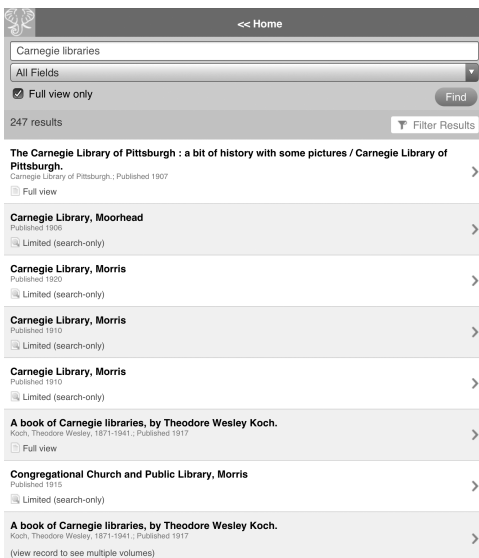 << Home
Carnegie libraries
All Fields
Full view only
Find
247 results
Filter Results
The Carnegie Library of Pittsburgh : a bit of history with some pictures / Carnegie Library of
Pittsburgh.
Carnegie Library of Pittsburgh.; Published 1907
Full view
Carnegie Library, Moorhead
Published 1906
Limited (search-only)
Carnegie Library, Morris
Published 1920
Limited (search-only)
Carnegie Library, Morris
Published 1910
Limited (search-only)
Carnegie Library, Morris
Published 1910
Limited (search-only)
A book of Carnegie libraries, by Theodore Wesley Koch.
Koch, Theodore Wesley, 1871-1941.; Published 1917
Full view
Congregational Church and Public Library, Morris
Published 1915
Limited (search-only)
A book of Carnegie libraries, by Theodore Wesley Koch.
Koch, Theodore Wesley, 1871-1941.; Published 1917
(view record to see multiple volumes)